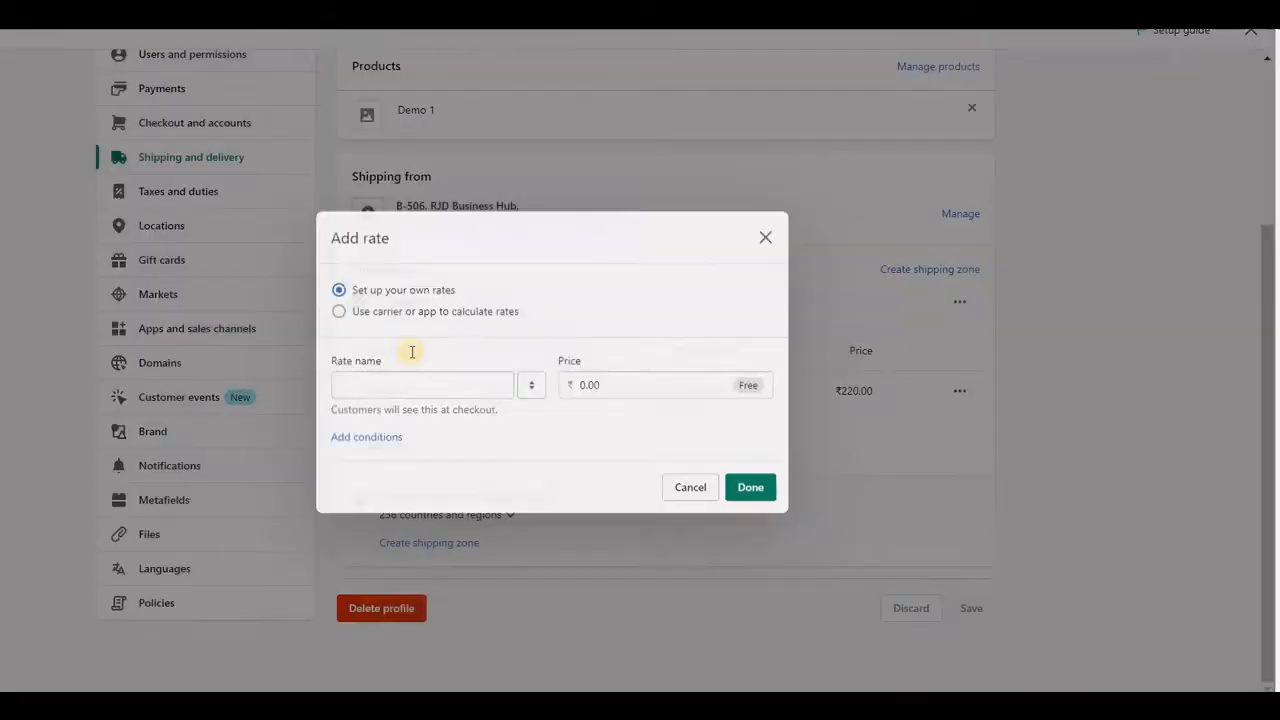 Setup guide
Users and permissions
Payments
Checkout and accounts
Shipping and delivery
Taxes and duties
Locations
Gift cards
Markets
Apps and sales channels
Domains
Customer events New
Brand
Notifications
Metafields
Files
Languages
Policies
Products
Manage products
Demo 1
Shipping from
B-506, RJD Business Hub,
Manage
Create shipping zone
Price
₹220.00
Add rate
Set up your own rates
Use carrier or app to calculate rates
Rate name
Price
₹ 0.00 Free
Customers will see this at checkout.
Add conditions
Cancel
Done
236 countries and regions
Create shipping zone
Delete profile
Discard
Save